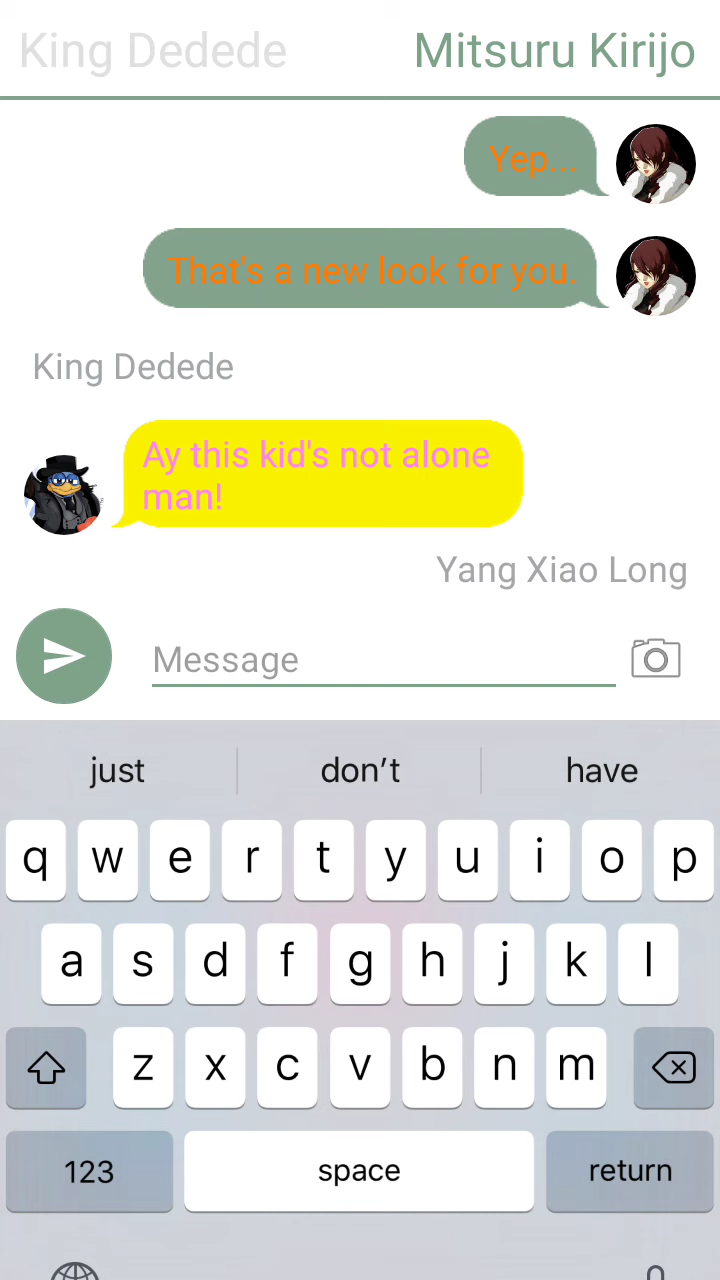 King Dedede Mitsuru Kirijo
Yep...
That's a new look for you.
King Dedede
Ay this kid's not alone
man!
Yang Xiao Long
Message
just don't have
q w e r t y u i o p
a s d f g h j k l
z x c v b n m
123 space return